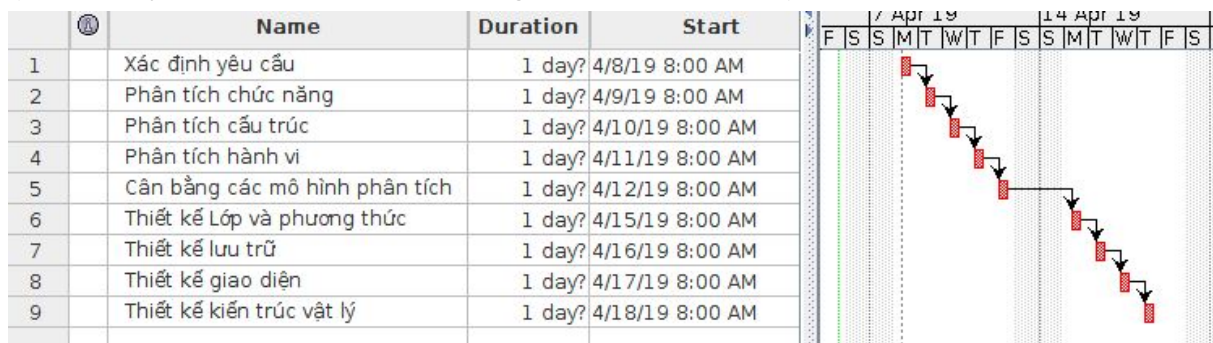 Name Duration Start 7 Apr 19 14 Apr 19
F S S M T W T F S S M T W T F S
1 Xác định yêu cầu 1 day? 4/8/19 8:00 AM
2 Phân tích chức năng 1 day? 4/9/19 8:00 AM
3 Phân tích cấu trúc 1 day? 4/10/19 8:00 AM
4 Phân tích hành vi 1 day? 4/11/19 8:00 AM
5 Cân bằng các mô hình phân tích 1 day? 4/12/19 8:00 AM
6 Thiết kế Lớp và phương thức 1 day? 4/15/19 8:00 AM
7 Thiết kế lưu trữ 1 day? 4/16/19 8:00 AM
8 Thiết kế giao diện 1 day? 4/17/19 8:00 AM
9 Thiết kế kiến trúc vật lý 1 day? 4/18/19 8:00 AM